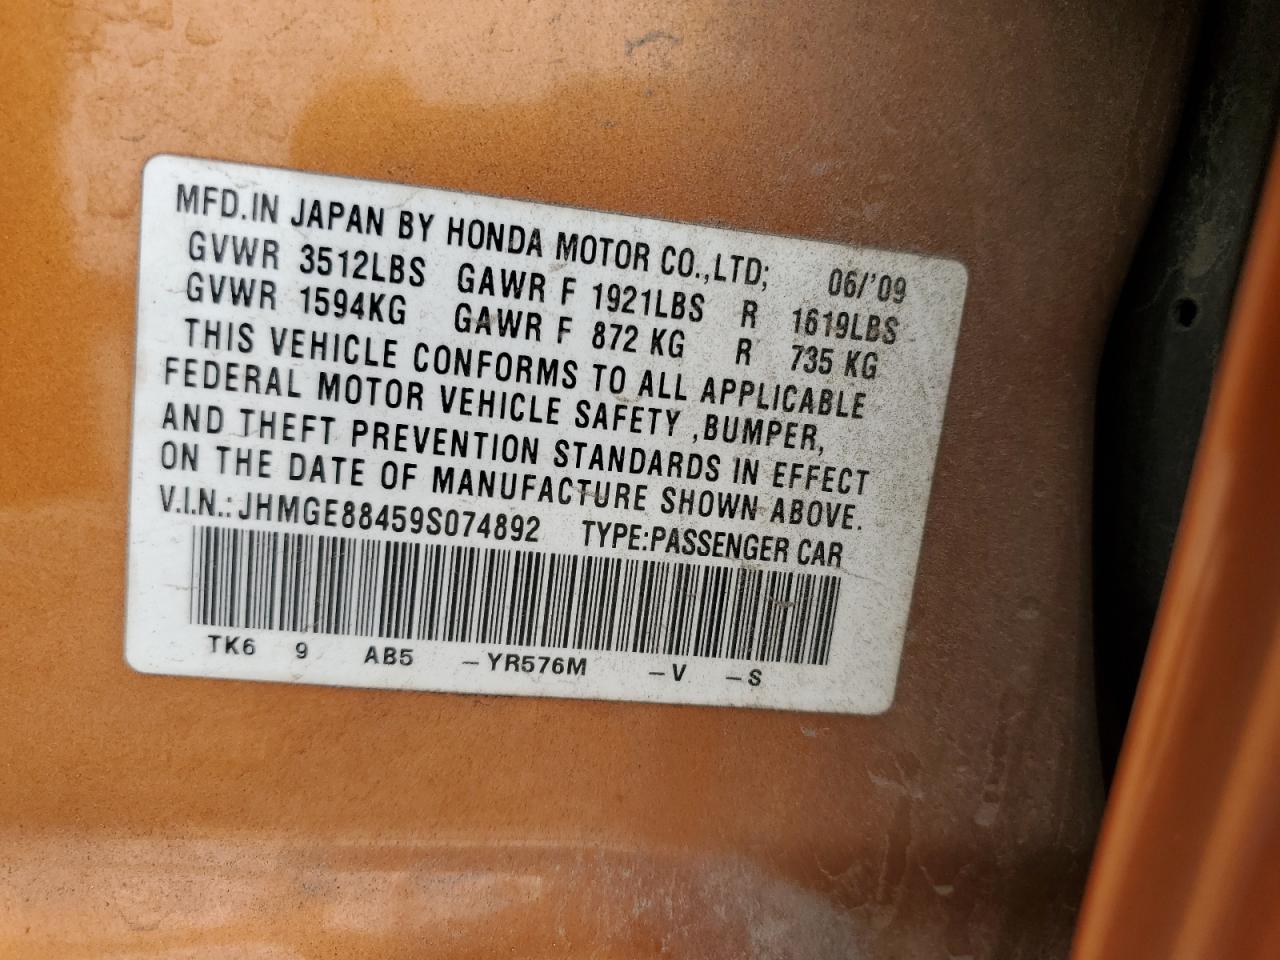 MFD.IN JAPAN BY HONDA MOTOR CO.,LTD; 06/'09
GVWR 3512LBS GAWR F 1921LBS R 1619LBS
GVWR 1594KG GAWR F 872 KG R 735 KG
THIS VEHICLE CONFORMS TO ALL APPLICABLE
FEDERAL MOTOR VEHICLE SAFETY ,BUMPER,
AND THEFT PREVENTION STANDARDS IN EFFECT
ON THE DATE OF MANUFACTURE SHOWN ABOVE.
V.I.N.: JHMGE88459S074892 TYPE:PASSENGER CAR
TK6 9 AB5 -YR576M -V -S